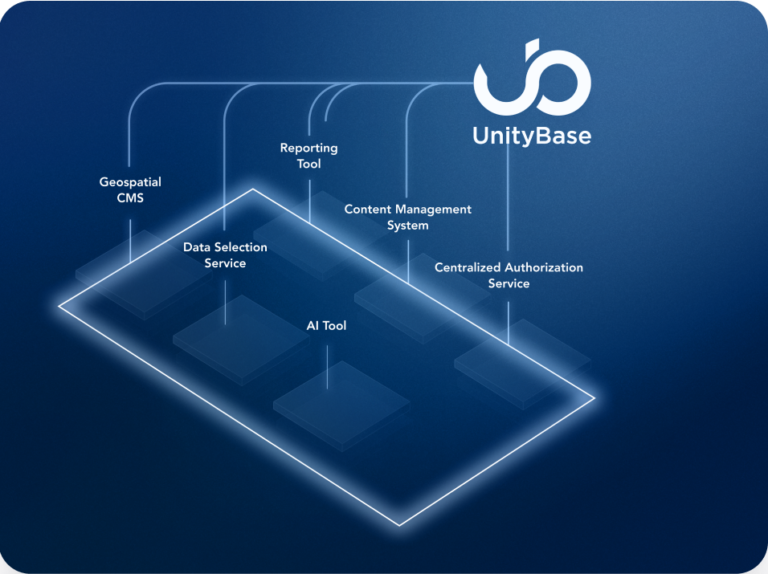 UnityBase
Reporting
Tool
Geospatial
CMS
Content Management
System
Data Selection
Service
Centralized Authorization
Service
AI Tool